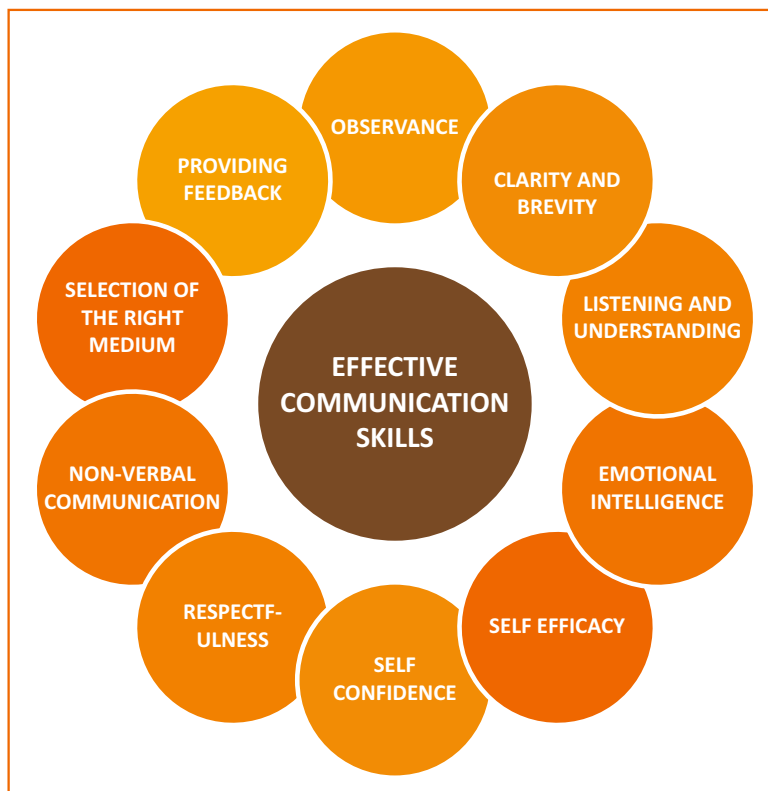 OBSERVANCE
CLARITY AND
BREVITY
LISTENING AND
UNDERSTANDING
EMOTIONAL
INTELLIGENCE
SELF EFFICACY
SELF
CONFIDENCE
RESPECTF-
ULNESS
NON-VERBAL
COMMUNICATION
SELECTION OF
THE RIGHT
MEDIUM
PROVIDING
FEEDBACK
EFFECTIVE
COMMUNICATION
SKILLS